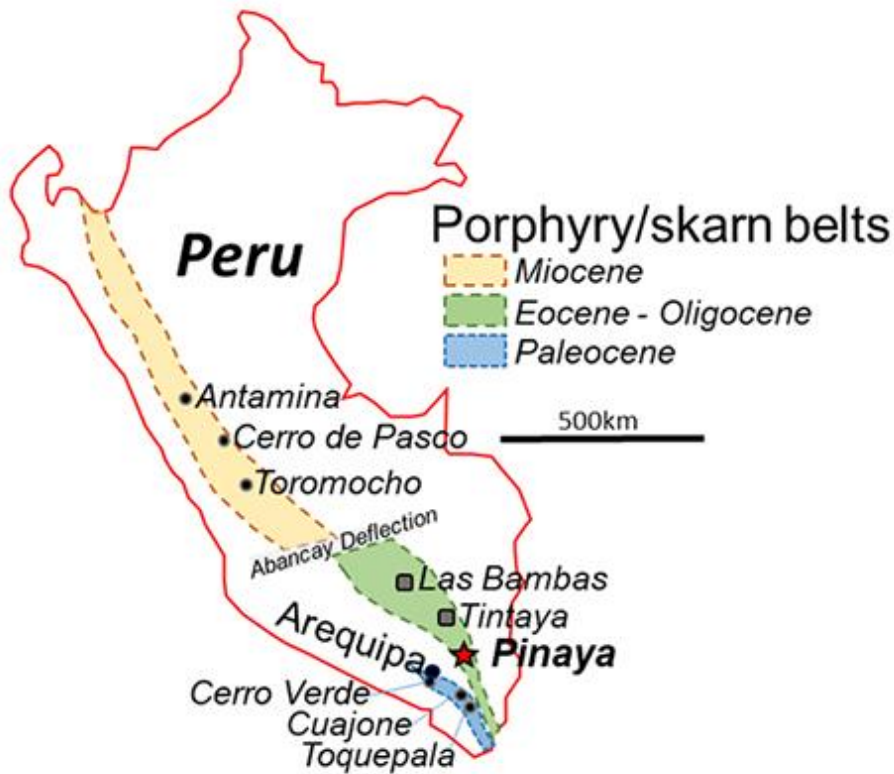 Peru
Porphyry/skarn belts
Miocene
Eocene - Oligocene
Paleocene
500km
Antamina
Cerro de Pasco
Toromocho
Abancay Deflection
Las Bambas
Tintaya
Arequipa
Pinaya
Cerro Verde
Cuajone
Toquepala